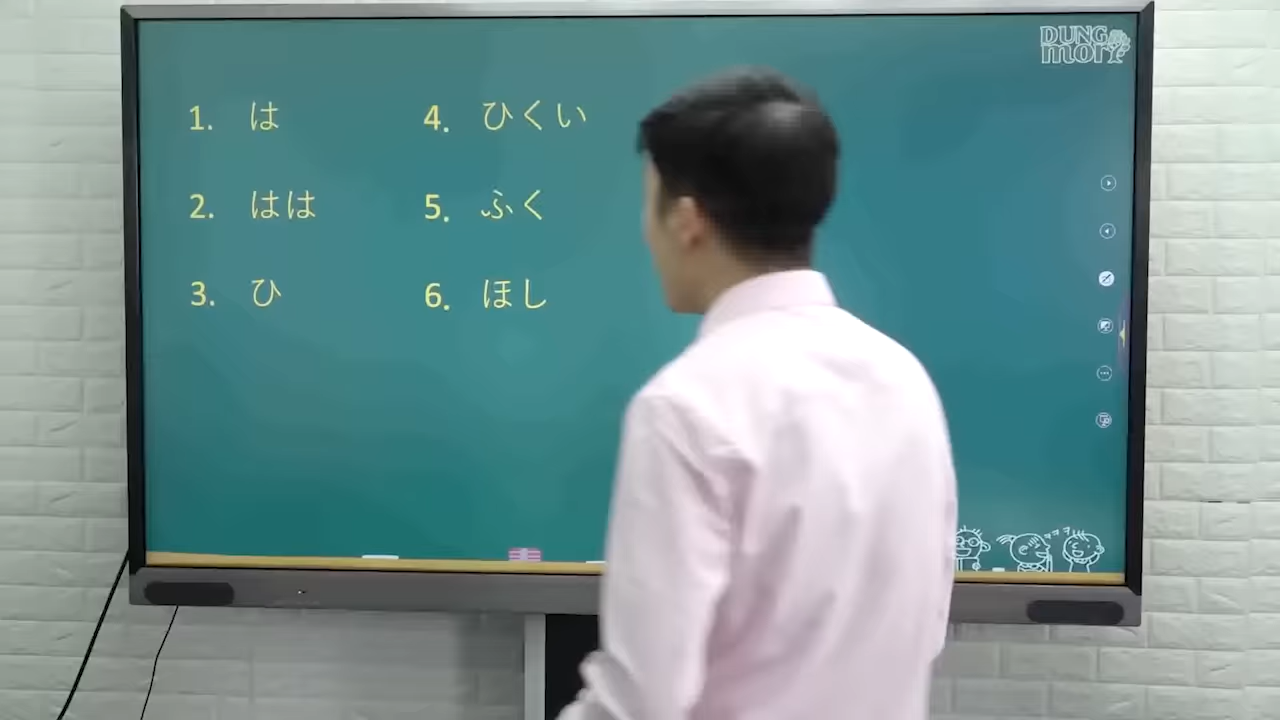 DUNG
mori
1. は
2. はは
3. ひ
4. ひくい
5. ふく
6. ほし